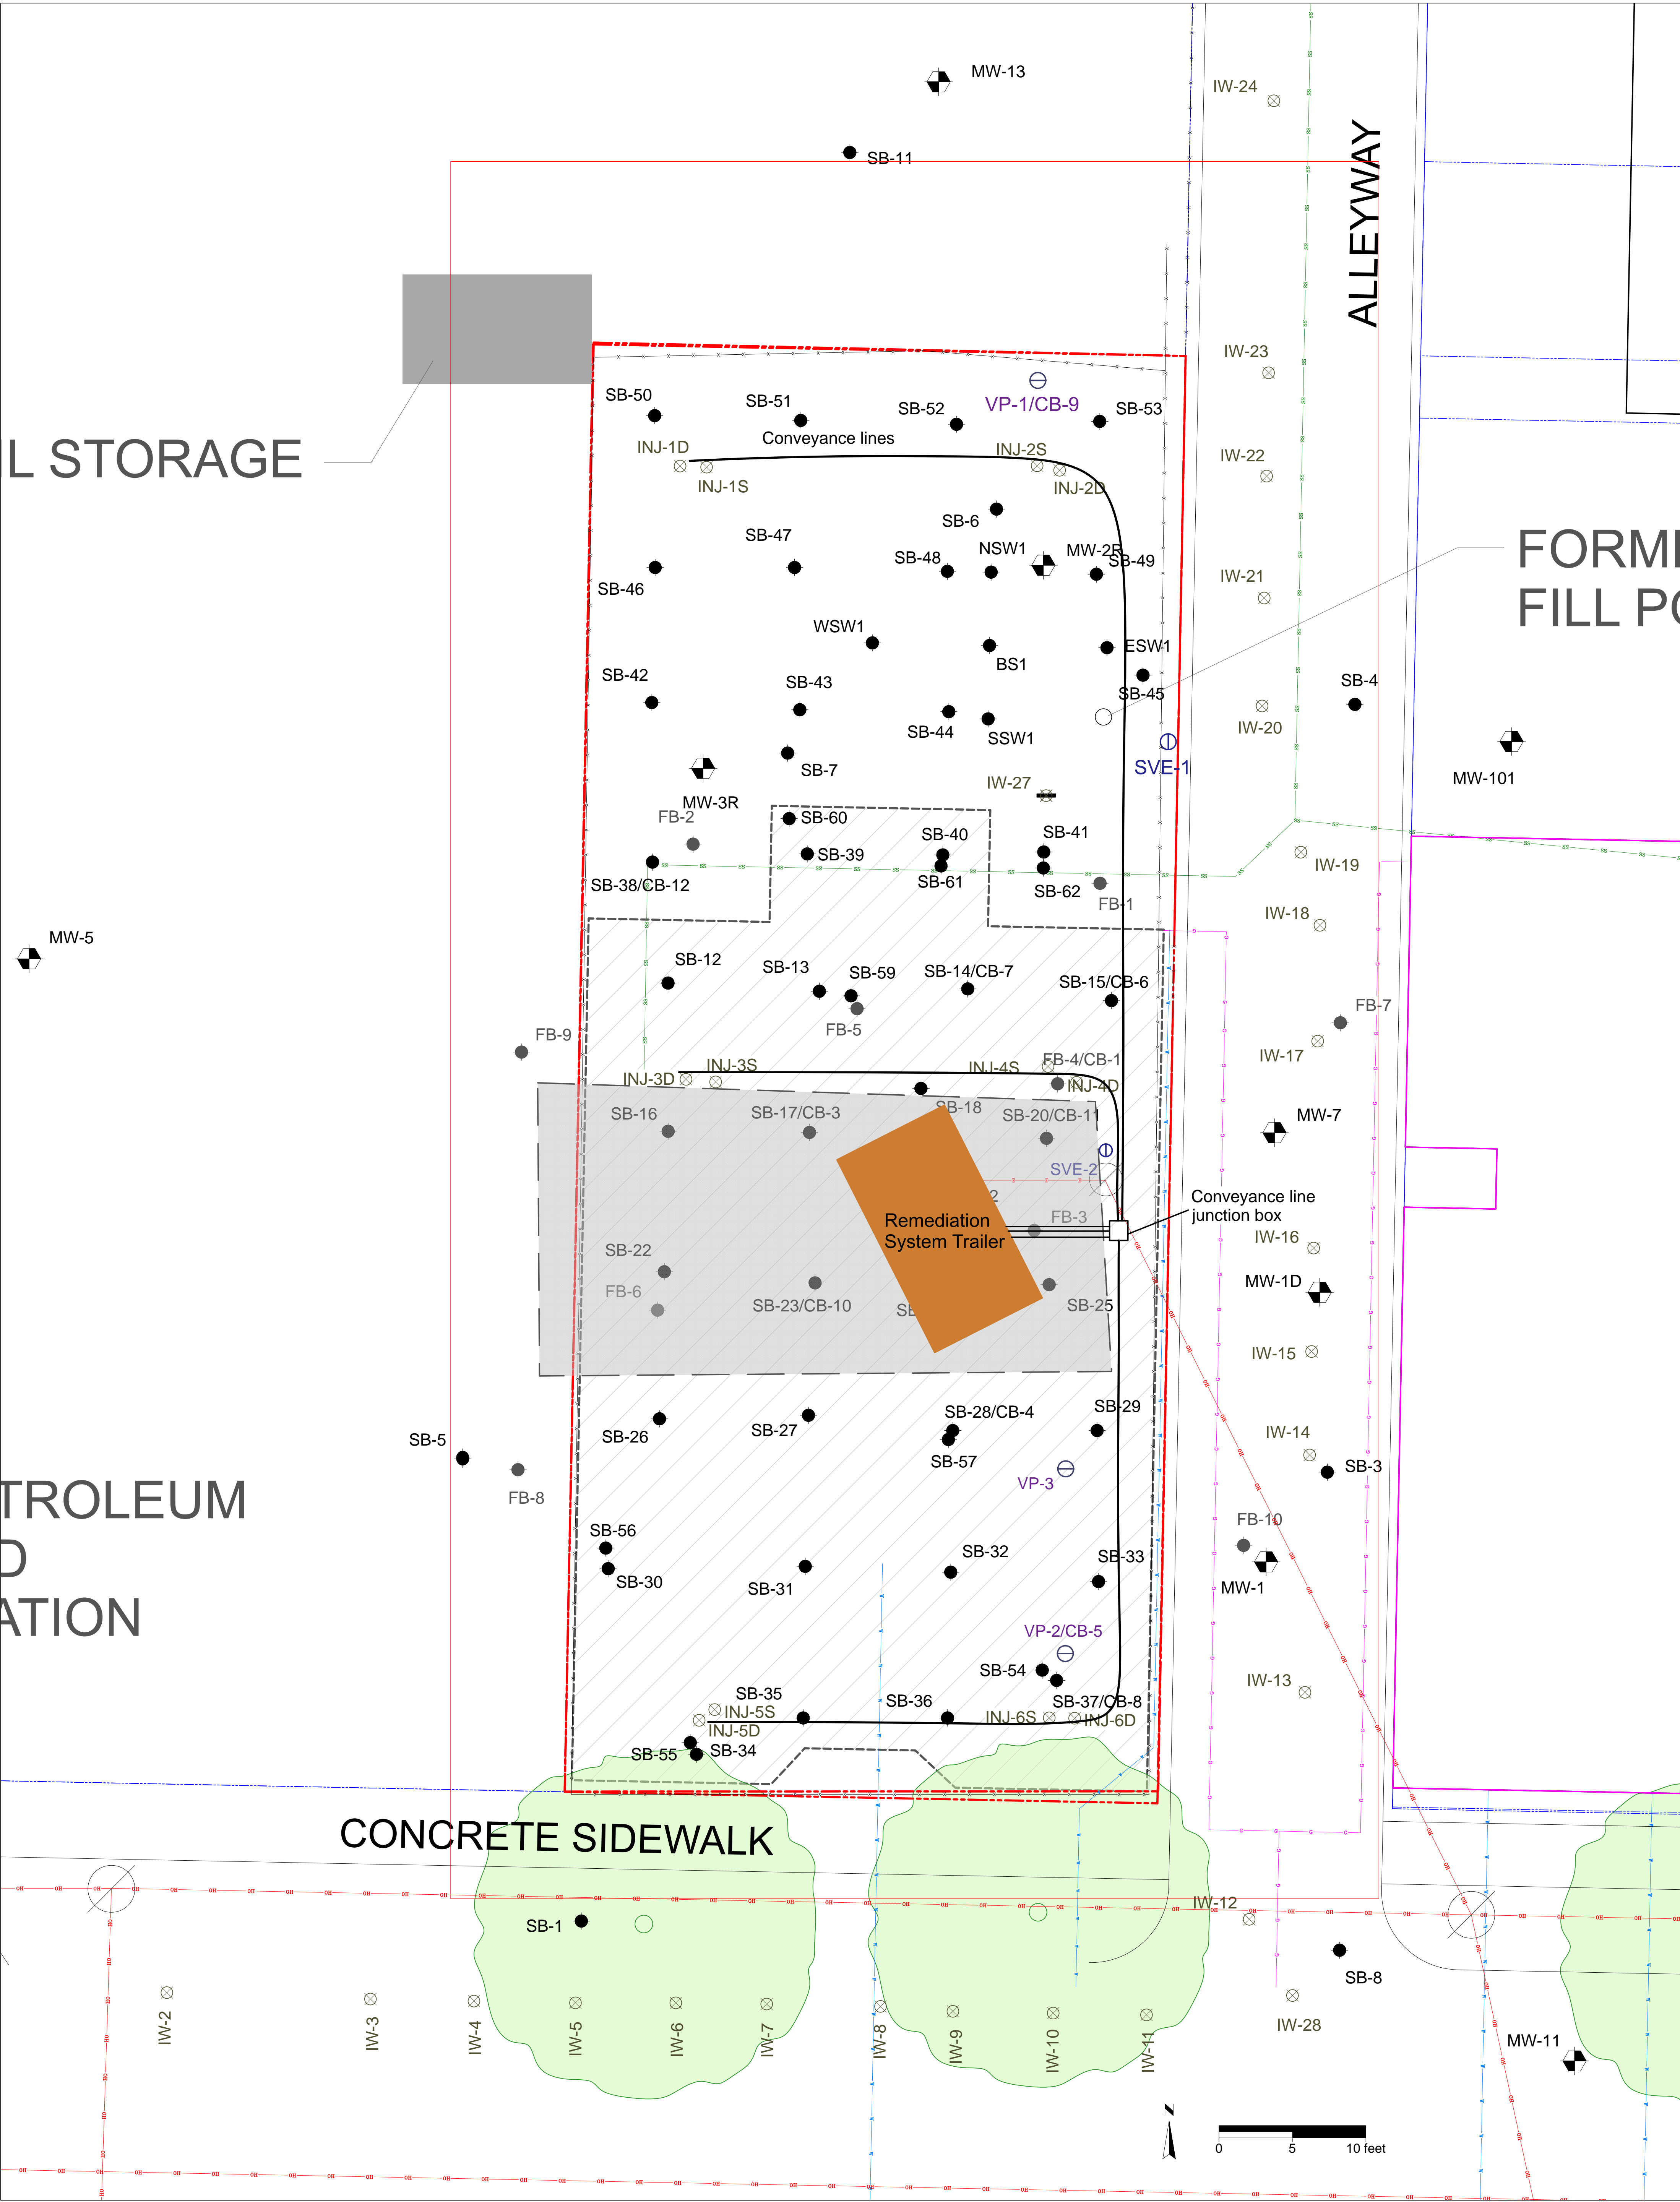 MW-13
IW-24
SB-11
ALLEYWAY
IW-23
SB-50
SB-51
SB-52
VP-1/CB-9
SB-53
Conveyance lines
INJ-1D
INJ-1S
INJ-2S
INJ-2D
IW-22
L STORAGE
SB-6
SB-47
SB-48
NSW1
MW-2R
SB-49
SB-46
IW-21
FORM
FILL PO
WSW1
BS1
ESW1
SB-42
SB-43
SB-45
SB-4
SB-44
SSW1
IW-20
SB-7
SVE-1
MW-101
MW-3R
IW-27
FB-2
SB-60
SB-40
SB-41
SB-39
SB-38/CB-12
SB-61
SB-62
FB-1
IW-19
IW-18
MW-5
SB-12
SB-13
SB-59
SB-14/CB-7
SB-15/CB-6
FB-5
FB-7
FB-9
IW-17
INJ-3D
INJ-3S
INJ-4S
FB-4/CB-1
INJ-4D
SB-16
SB-17/CB-3
SB-18
SB-20/CB-11
MW-7
SVE-2
2
Conveyance line
junction box
Remediation
System Trailer
FB-3
IW-16
SB-22
FB-6
SB-23/CB-10
SB-25
MW-1D
IW-15
SB-26
SB-27
SB-28/CB-4
SB-57
SB-29
IW-14
SB-5
FB-8
VP-3
SB-3
TROLEUM
D
ATION
FB-10
SB-56
SB-30
SB-31
SB-32
SB-33
MW-1
VP-2/CB-5
SB-54
IW-13
SB-35
INJ-5S
INJ-5D
SB-36
SB-37/CB-8
INJ-6S
INJ-6D
SB-55
SB-34
CONCRETE SIDEWALK
SB-1
IW-12
SB-8
IW-2
IW-3
IW-4
IW-5
IW-6
IW-7
IW-8
IW-9
IW-10
IW-11
IW-28
MW-11
N
0 5 10 feet